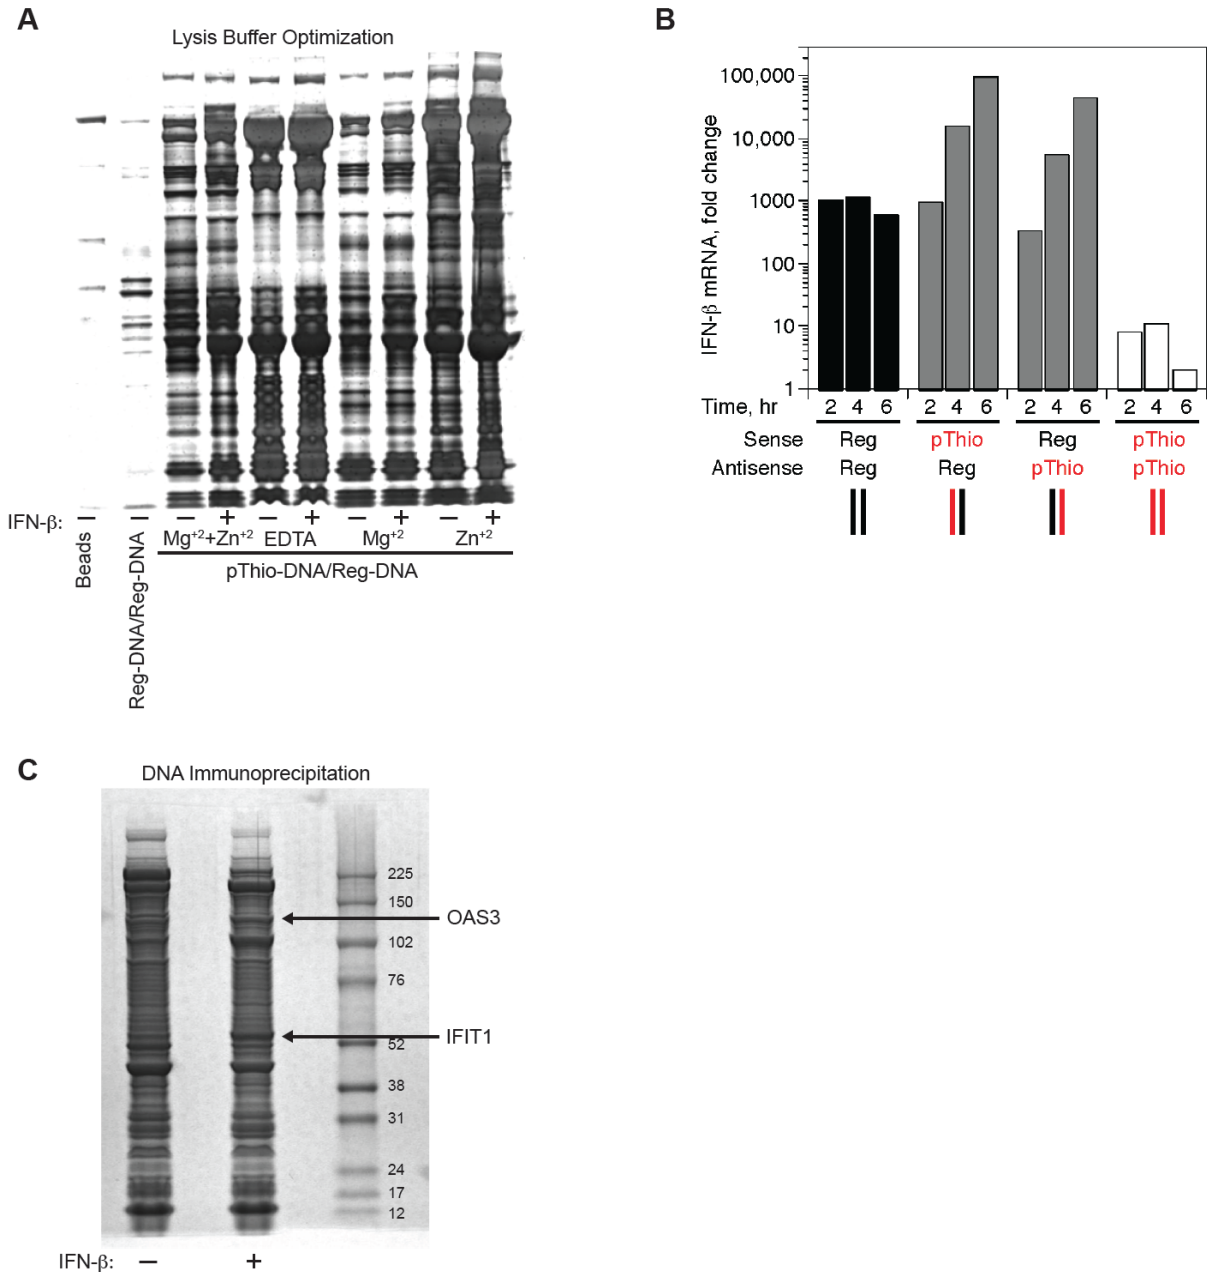 A
Lysis Buffer Optimization
IFN-β: – – – + – + – + – +
Beads
Reg-DNA/Reg-DNA
Mg+2+Zn+2 EDTA Mg+2 Zn+2
pThio-DNA/Reg-DNA
B
IFN-β mRNA, fold change
100,000
10,000
1000
100
10
1
Time, hr 2 4 6 2 4 6 2 4 6 2 4 6
Sense Reg pThio Reg pThio
Antisense Reg Reg pThio pThio
C
DNA Immunoprecipitation
225
150
OAS3
102
76
IFIT1
52
38
31
24
17
12
IFN-β: – +